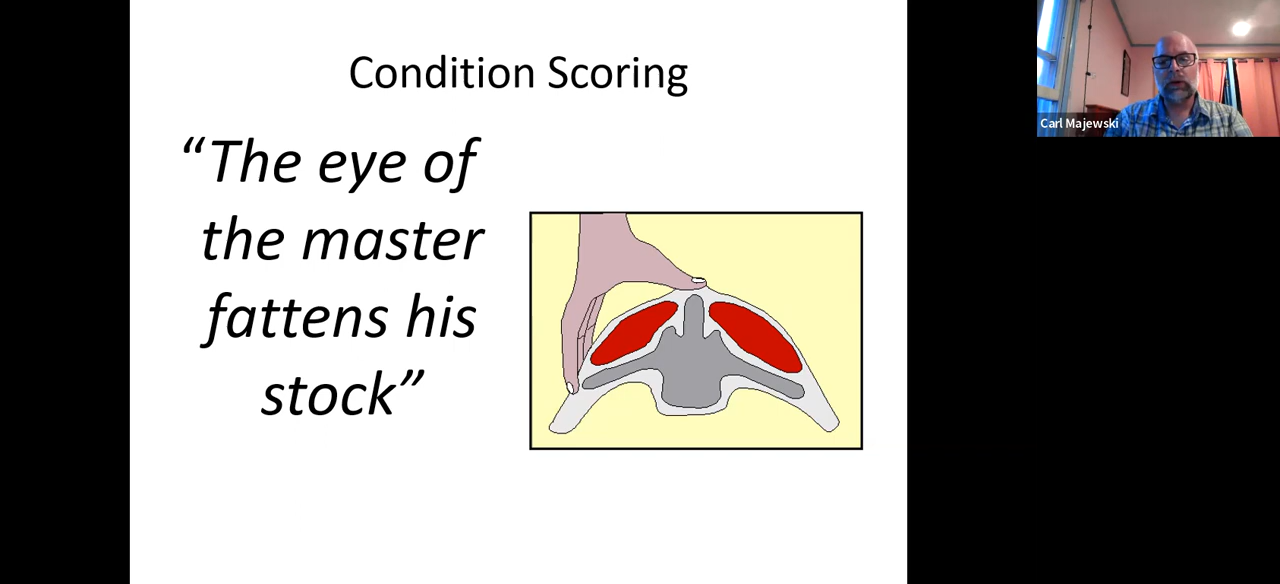 Condition Scoring
“The eye of
the master
fattens his
stock”
Carl Majewski